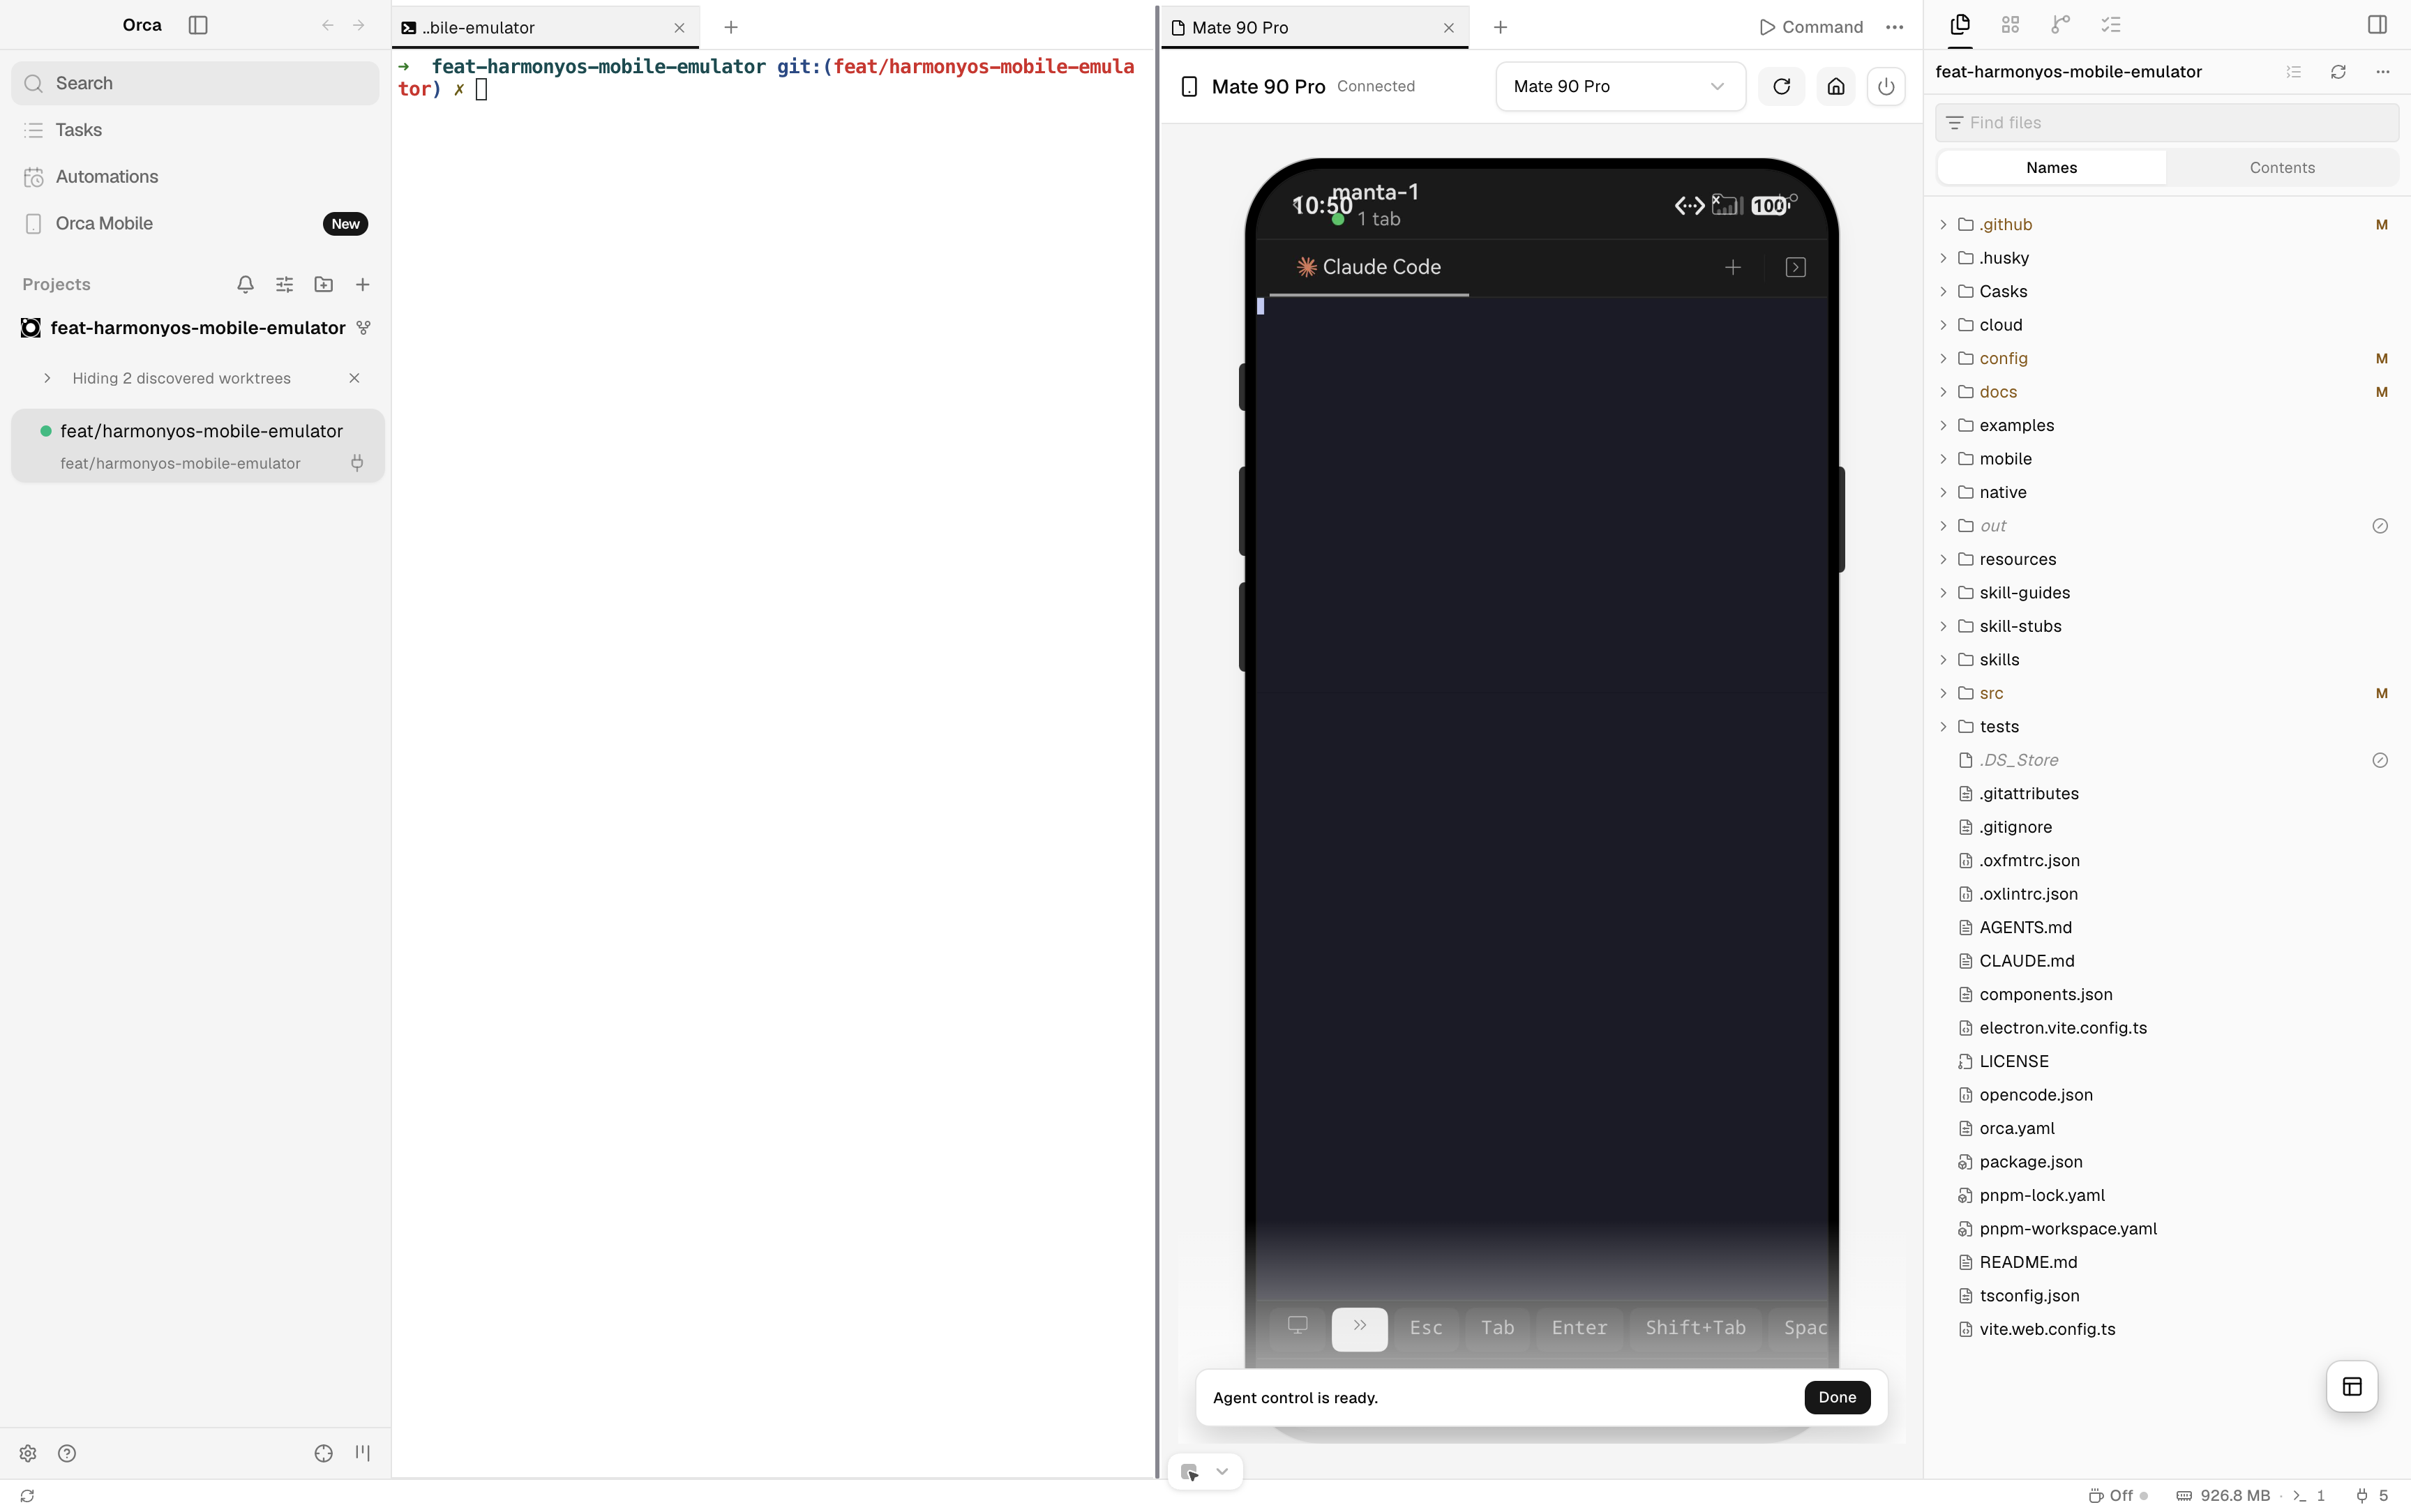 Orca
Search
Tasks
Automations
Orca Mobile
New
Projects
feat-harmonyos-mobile-emulator
Hiding 2 discovered worktrees
feat/harmonyos-mobile-emulator
feat/harmonyos-mobile-emulator
..bile-emulator
➜ feat-harmonyos-mobile-emulator git:(feat/harmonyos-mobile-emula
tor) ✗
Mate 90 Pro
Command
Mate 90 Pro Connected
Mate 90 Pro
10:50
manta-1
100
1 tab
Claude Code
Esc Tab Enter Shift+Tab Spac
Agent control is ready.
Done
feat-harmonyos-mobile-emulator
Find files
Names Contents
.github M
.husky
Casks
cloud
config M
docs M
examples
mobile
native
out
resources
skill-guides
skill-stubs
skills
src M
tests
.DS_Store
.gitattributes
.gitignore
.oxfmtrc.json
.oxlintrc.json
AGENTS.md
CLAUDE.md
components.json
electron.vite.config.ts
LICENSE
opencode.json
orca.yaml
package.json
pnpm-lock.yaml
pnpm-workspace.yaml
README.md
tsconfig.json
vite.web.config.ts
Off 926.8 MB · 1 5